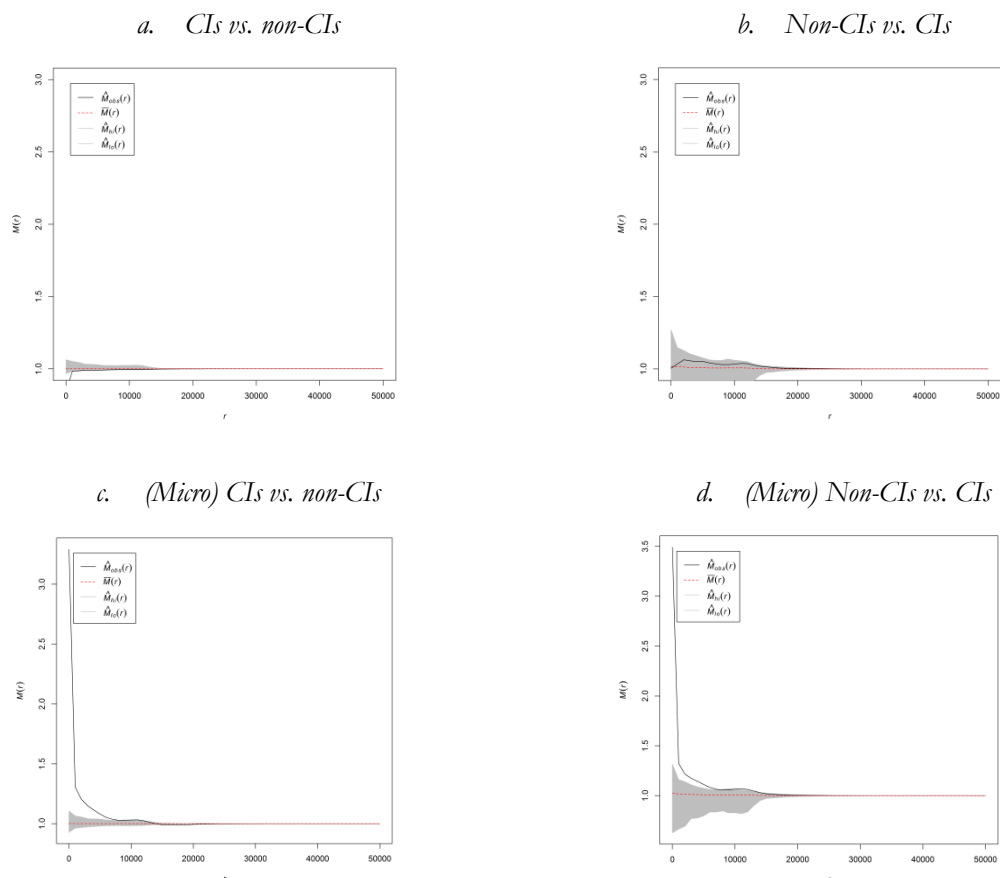 a. CIs vs. non-CIs
3.0
2.5
2.0
1.5
1.0
M(r)
M̂obs(r)
M̄(r)
M̂hi(r)
M̂lo(r)
0 10000 20000 30000 40000 50000
r
b. Non-CIs vs. CIs
3.0
2.5
2.0
1.5
1.0
M(r)
M̂obs(r)
M̄(r)
M̂hi(r)
M̂lo(r)
0 10000 20000 30000 40000 50000
r
c. (Micro) CIs vs. non-CIs
3.0
2.5
2.0
1.5
1.0
M(r)
M̂obs(r)
M̄(r)
M̂hi(r)
M̂lo(r)
0 10000 20000 30000 40000 50000
d. (Micro) Non-CIs vs. CIs
3.5
3.0
2.5
2.0
1.5
1.0
M(r)
M̂obs(r)
M̄(r)
M̂hi(r)
M̂lo(r)
0 10000 20000 30000 40000 50000